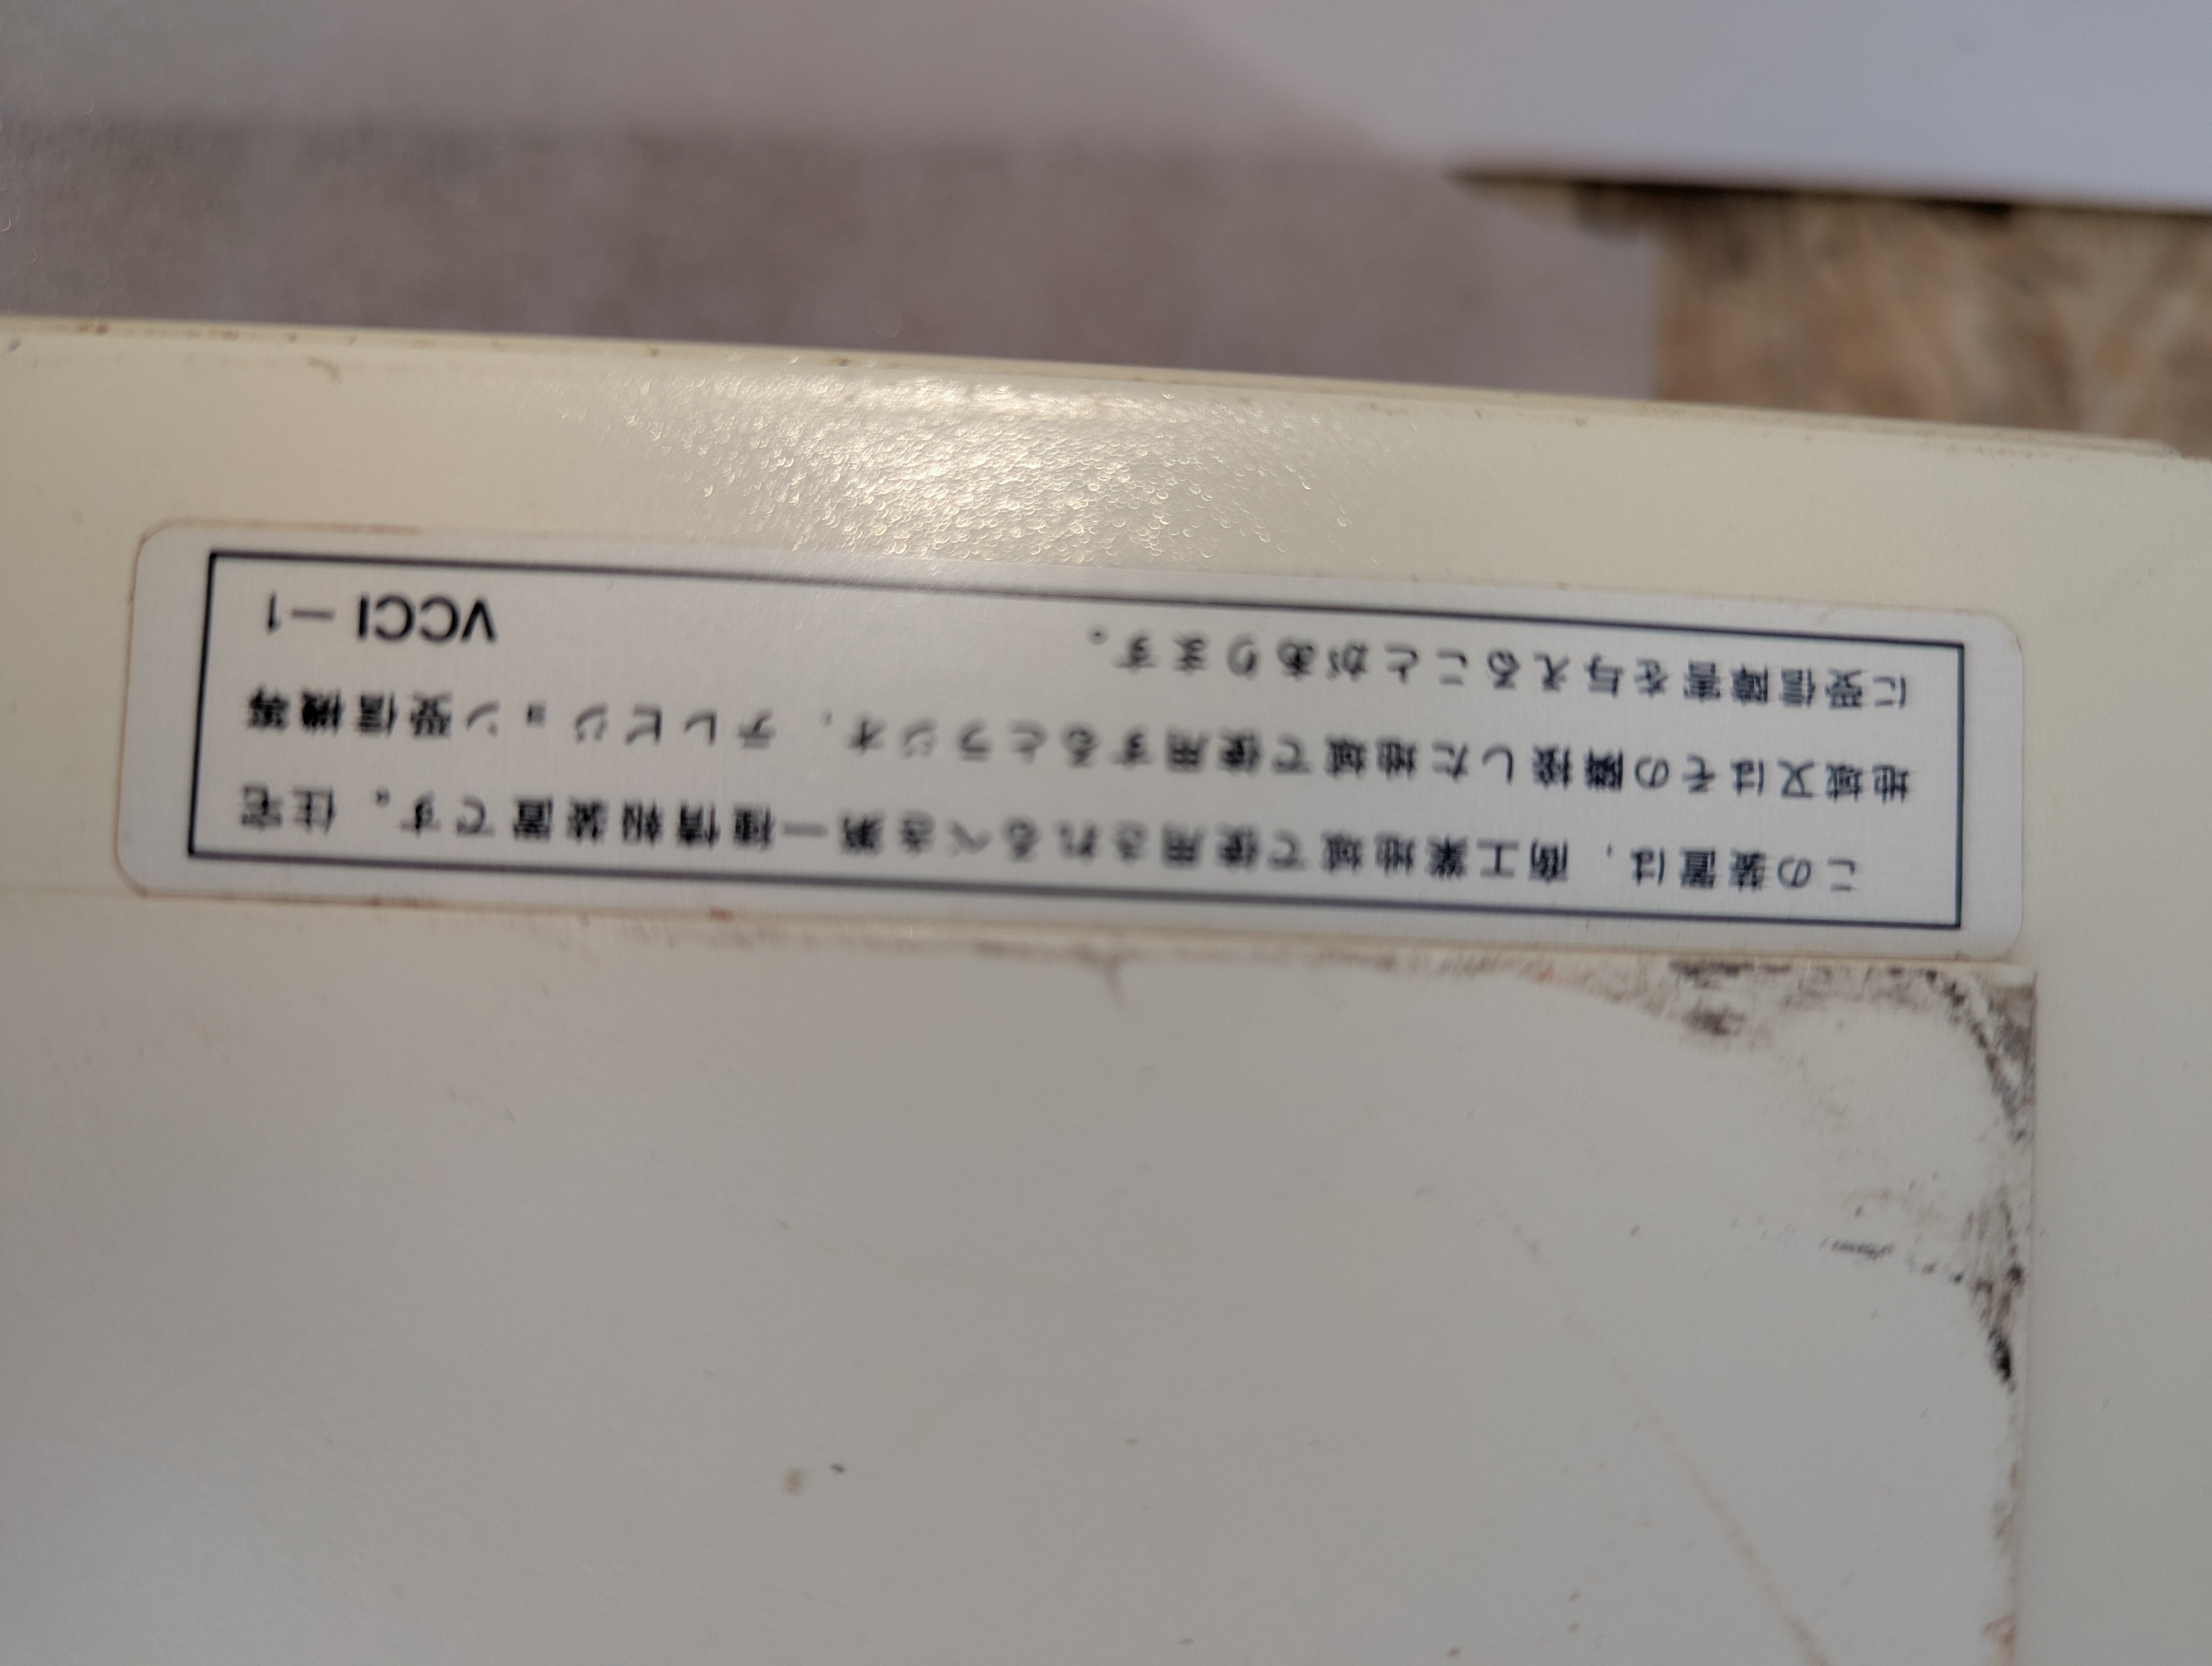 この装置は，商工業地域で使用されるべき第一種情報装置です。住宅
地域又はその隣接した地域で使用するとラジオ，テレビジョン受信機等
に受信障害を与えることがあります。 VCCI－1